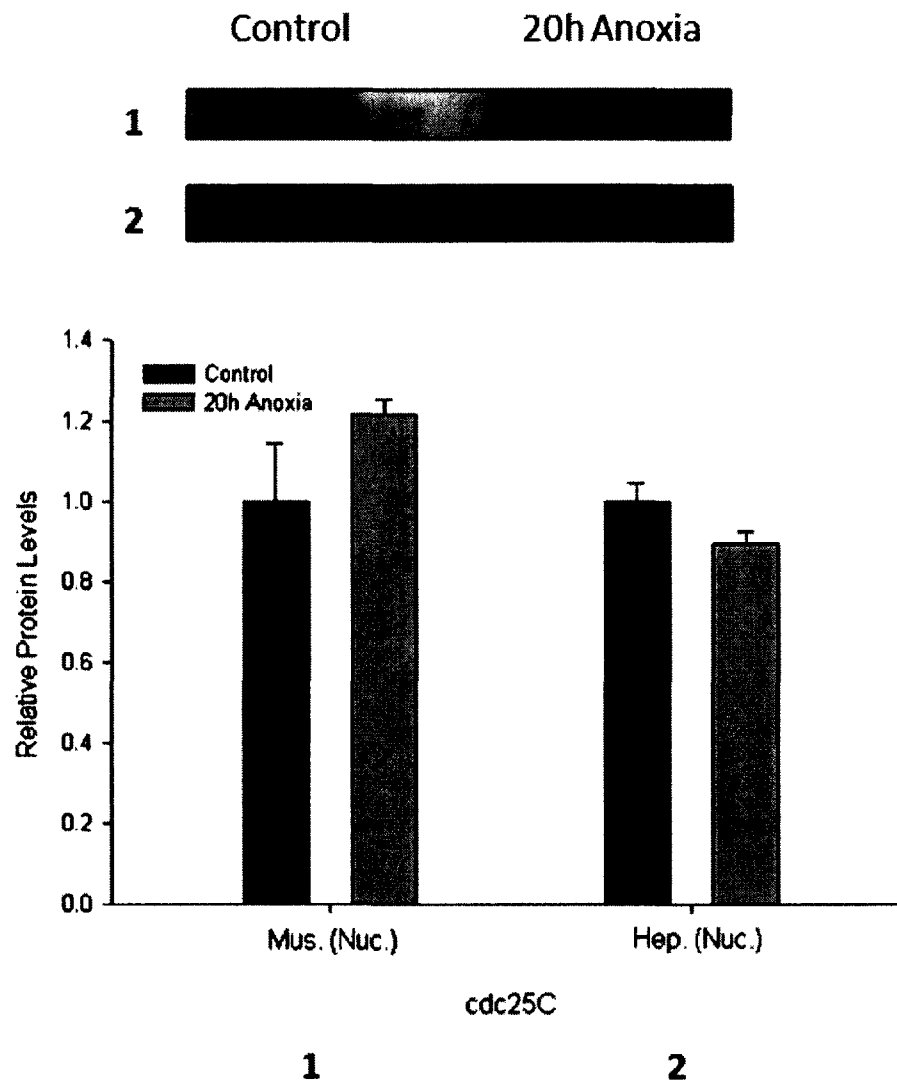 Control 20h Anoxia
1
2
1.4
Control
20h Anoxia
1.2
1.0
0.8
0.6
0.4
0.2
0.0
Relative Protein Levels
Mus. (Nuc.) Hep. (Nuc.)
cdc25C
1 2